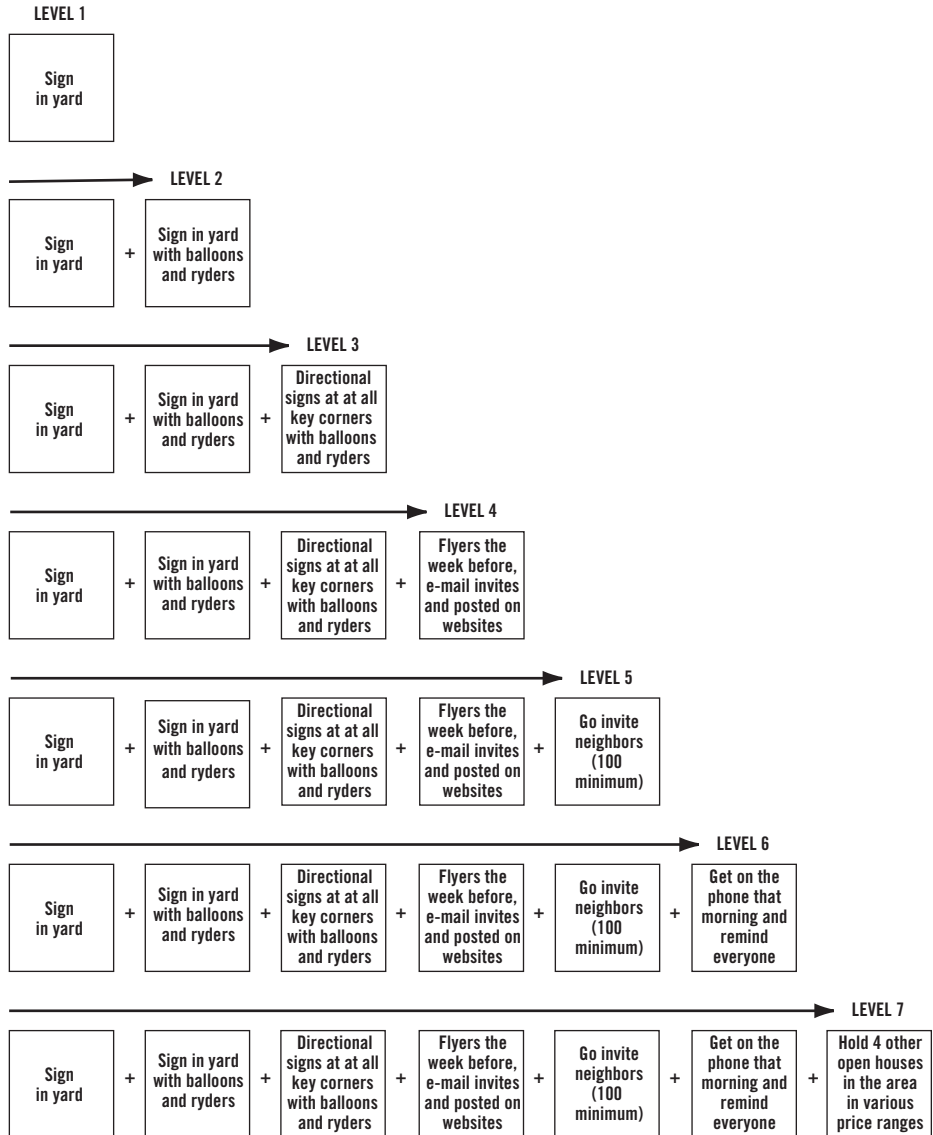 LEVEL 1
Sign
in yard
LEVEL 2
Sign
in yard
+
Sign in yard
with balloons
and ryders
LEVEL 3
Sign
in yard
+
Sign in yard
with balloons
and ryders
+
Directional
signs at at all
key corners
with balloons
and ryders
LEVEL 4
Sign
in yard
+
Sign in yard
with balloons
and ryders
+
Directional
signs at at all
key corners
with balloons
and ryders
+
Flyers the
week before,
e-mail invites
and posted on
websites
LEVEL 5
Sign
in yard
+
Sign in yard
with balloons
and ryders
+
Directional
signs at at all
key corners
with balloons
and ryders
+
Flyers the
week before,
e-mail invites
and posted on
websites
+
Go invite
neighbors
(100
minimum)
LEVEL 6
Sign
in yard
+
Sign in yard
with balloons
and ryders
+
Directional
signs at at all
key corners
with balloons
and ryders
+
Flyers the
week before,
e-mail invites
and posted on
websites
+
Go invite
neighbors
(100
minimum)
+
Get on the
phone that
morning and
remind
everyone
LEVEL 7
Sign
in yard
+
Sign in yard
with balloons
and ryders
+
Directional
signs at at all
key corners
with balloons
and ryders
+
Flyers the
week before,
e-mail invites
and posted on
websites
+
Go invite
neighbors
(100
minimum)
+
Get on the
phone that
morning and
remind
everyone
+
Hold 4 other
open houses
in the area
in various
price ranges